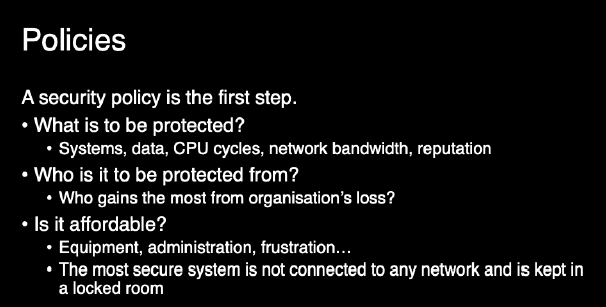 Policies
A security policy is the first step.
• What is to be protected?
• Systems, data, CPU cycles, network bandwidth, reputation
• Who is it to be protected from?
• Who gains the most from organisation's loss?
• Is it affordable?
• Equipment, administration, frustration…
• The most secure system is not connected to any network and is kept in
a locked room